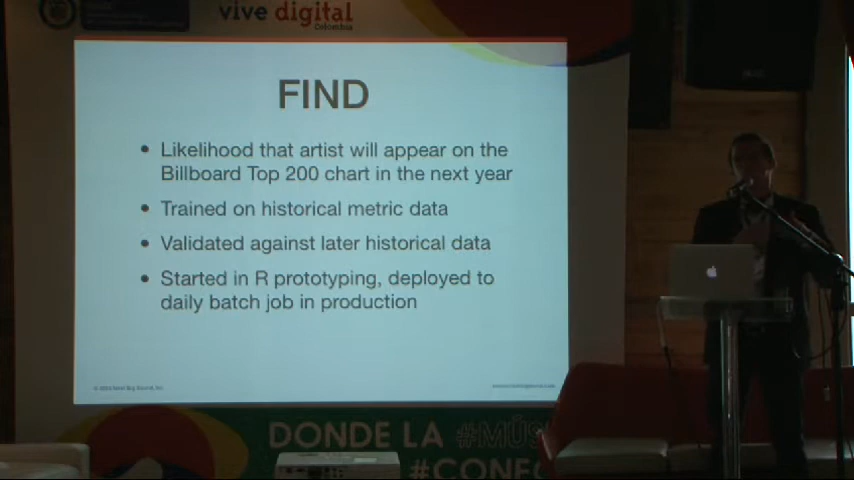 vive digital
Colombia
FIND
• Likelihood that artist will appear on the
Billboard Top 200 chart in the next year
• Trained on historical metric data
• Validated against later historical data
• Started in R prototyping, deployed to
daily batch job in production
DONDE LA #MÚS
#CONE